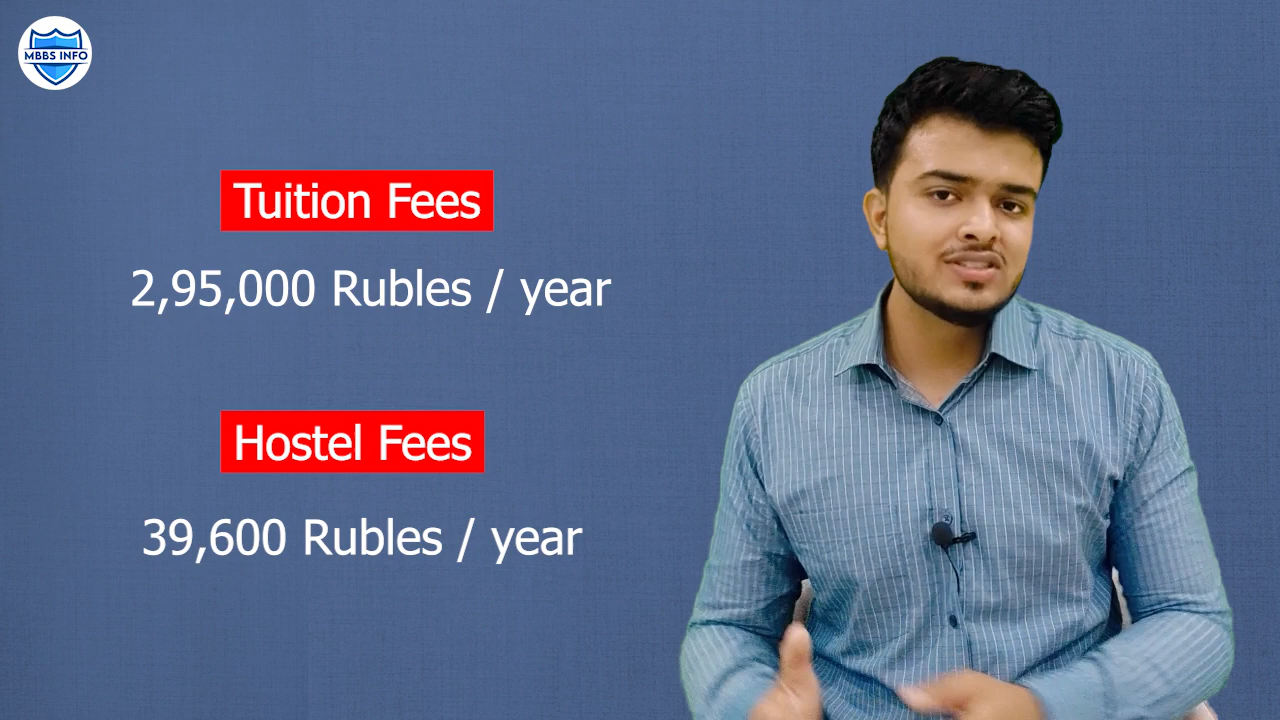 MBBS INFO
Tuition Fees
2,95,000 Rubles / year
Hostel Fees
39,600 Rubles / year